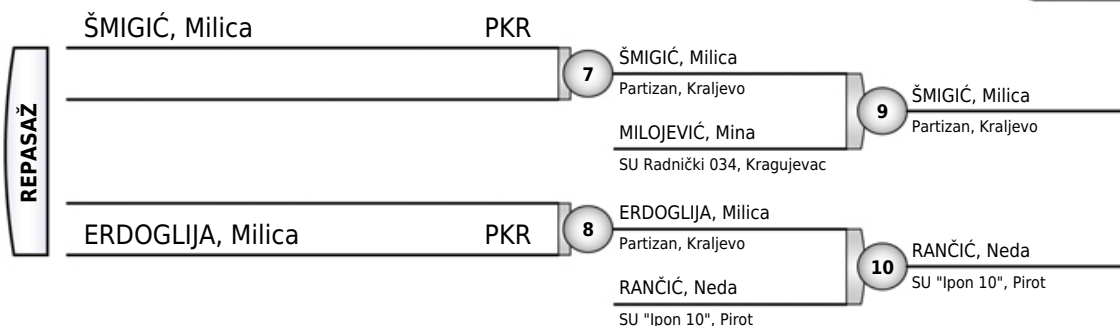 REPASAŽ
ŠMIGIĆ, Milica PKR
ERDOGLIJA, Milica PKR
7
ŠMIGIĆ, Milica
Partizan, Kraljevo
MILOJEVIĆ, Mina
SU Radnički 034, Kragujevac
8
ERDOGLIJA, Milica
Partizan, Kraljevo
RANČIĆ, Neda
SU "Ipon 10", Pirot
9
ŠMIGIĆ, Milica
Partizan, Kraljevo
10
RANČIĆ, Neda
SU "Ipon 10", Pirot